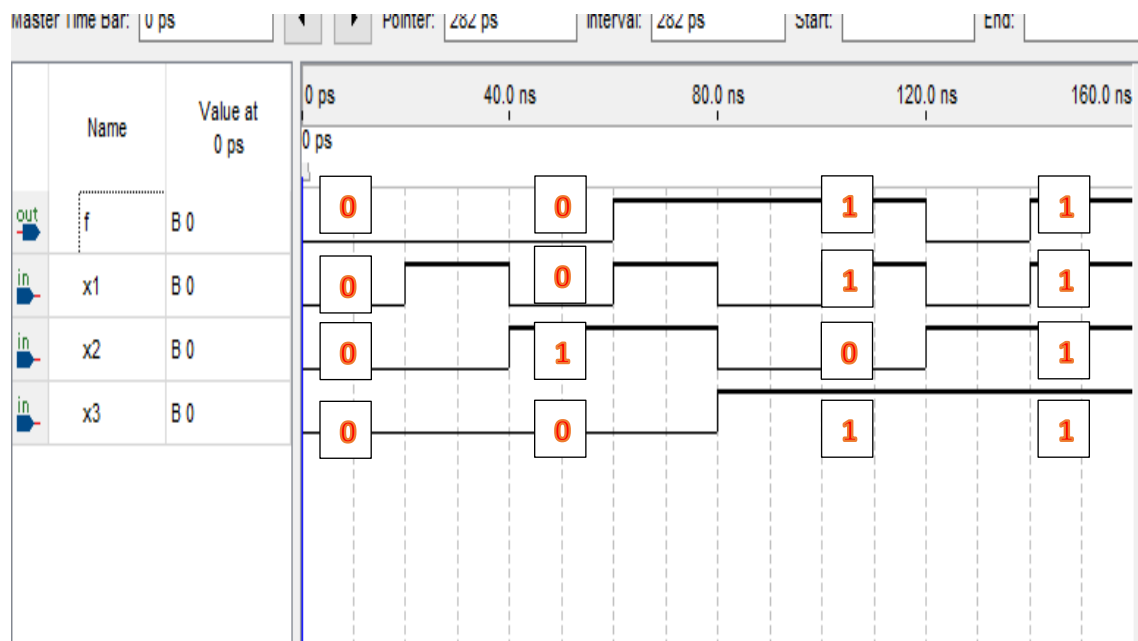 Master Time Bar: 0 ps Pointer: 282 ps Interval: 282 ps Start: End:
Name Value at 0 ps
0 ps 40.0 ns 80.0 ns 120.0 ns 160.0 ns
0 ps
out f B 0 0 0 1 1
in x1 B 0 0 0 1 1
in x2 B 0 0 1 0 1
in x3 B 0 0 0 1 1